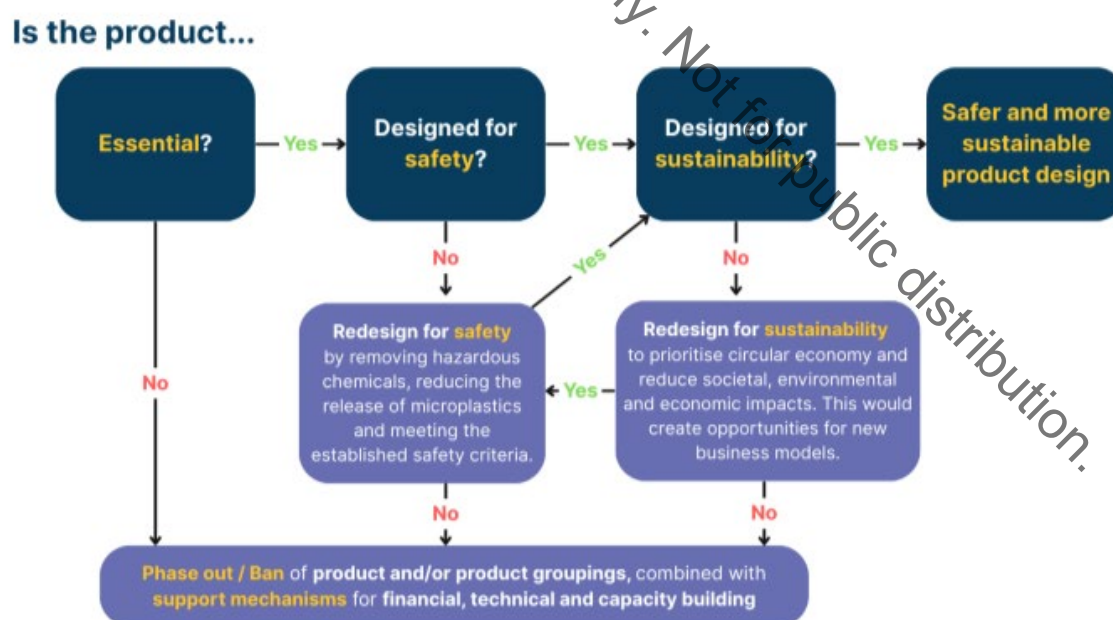 Is the product...
Essential?
Yes
Designed for
safety?
Yes
Designed for
sustainability?
Yes
Safer and more
sustainable
product design
No
No
No
Yes
Redesign for safety
by removing hazardous
chemicals, reducing the
release of microplastics
and meeting the
established safety criteria.
Yes
Redesign for sustainability
to prioritise circular economy and
reduce societal, environmental
and economic impacts. This would
create opportunities for new
business models.
No
No
Phase out / Ban of product and/or product groupings, combined with
support mechanisms for financial, technical and capacity building
Not for public distribution.